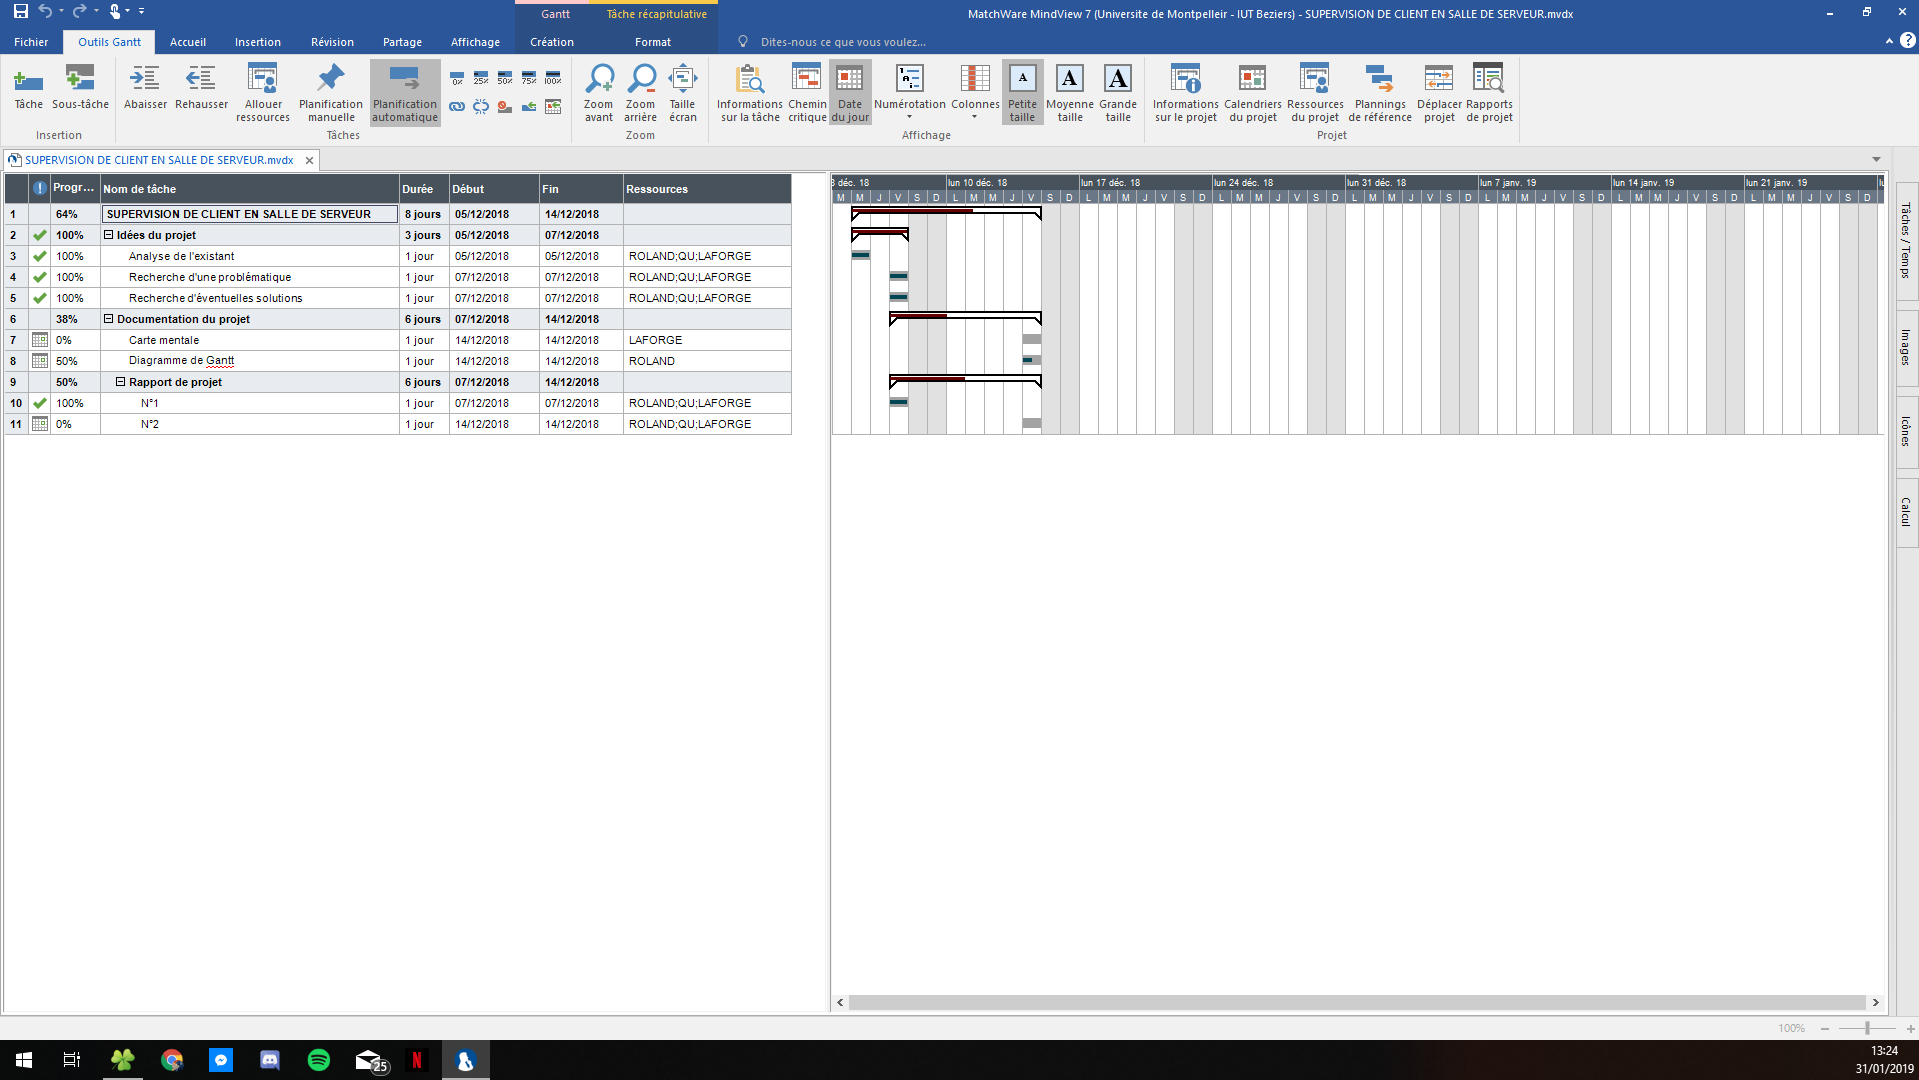 Gantt
Tâche récapitulative
MatchWare MindView 7 (Universite de Montpelleir - IUT Beziers) - SUPERVISION DE CLIENT EN SALLE DE SERVEUR.mvdx
Fichier Outils Gantt Accueil Insertion Révision Partage Affichage Création Format Dites-nous ce que vous voulez...
Tâche
Sous-tâche
Insertion
Abaisser
Rehausser
Allouer ressources
Planification manuelle
Planification automatique
0% 25% 50% 75% 100%
Tâches
Zoom avant
Zoom arrière
Taille écran
Zoom
Informations sur la tâche
Chemin critique
Date du jour
Numérotation
Colonnes
A Petite taille
A Moyenne taille
A Grande taille
Affichage
Informations sur le projet
Calendriers du projet
Ressources du projet
Plannings de référence
Déplacer projet
Rapports de projet
Projet
SUPERVISION DE CLIENT EN SALLE DE SERVEUR.mvdx
Progr... Nom de tâche Durée Début Fin Ressources
1 64% SUPERVISION DE CLIENT EN SALLE DE SERVEUR 8 jours 05/12/2018 14/12/2018
2 100% Idées du projet 3 jours 05/12/2018 07/12/2018
3 100% Analyse de l'existant 1 jour 05/12/2018 05/12/2018 ROLAND;QU;LAFORGE
4 100% Recherche d'une problématique 1 jour 07/12/2018 07/12/2018 ROLAND;QU;LAFORGE
5 100% Recherche d'éventuelles solutions 1 jour 07/12/2018 07/12/2018 ROLAND;QU;LAFORGE
6 38% Documentation du projet 6 jours 07/12/2018 14/12/2018
7 0% Carte mentale 1 jour 14/12/2018 14/12/2018 LAFORGE
8 50% Diagramme de Gantt 1 jour 14/12/2018 14/12/2018 ROLAND
9 50% Rapport de projet 6 jours 07/12/2018 14/12/2018
10 100% N°1 1 jour 07/12/2018 07/12/2018 ROLAND;QU;LAFORGE
11 0% N°2 1 jour 14/12/2018 14/12/2018 ROLAND;QU;LAFORGE
3 déc. 18 lun 10 déc. 18 lun 17 déc. 18 lun 24 déc. 18 lun 31 déc. 18 lun 7 janv. 19 lun 14 janv. 19 lun 21 janv. 19
M M J V S D L M M J V S D L M M J V S D L M M J V S D L M M J V S D L M M J V S D L M M J V S D L M M J V S D
Tâches / Temps
Images
Icônes
Calcul
100%
25
N
13:24
31/01/2019